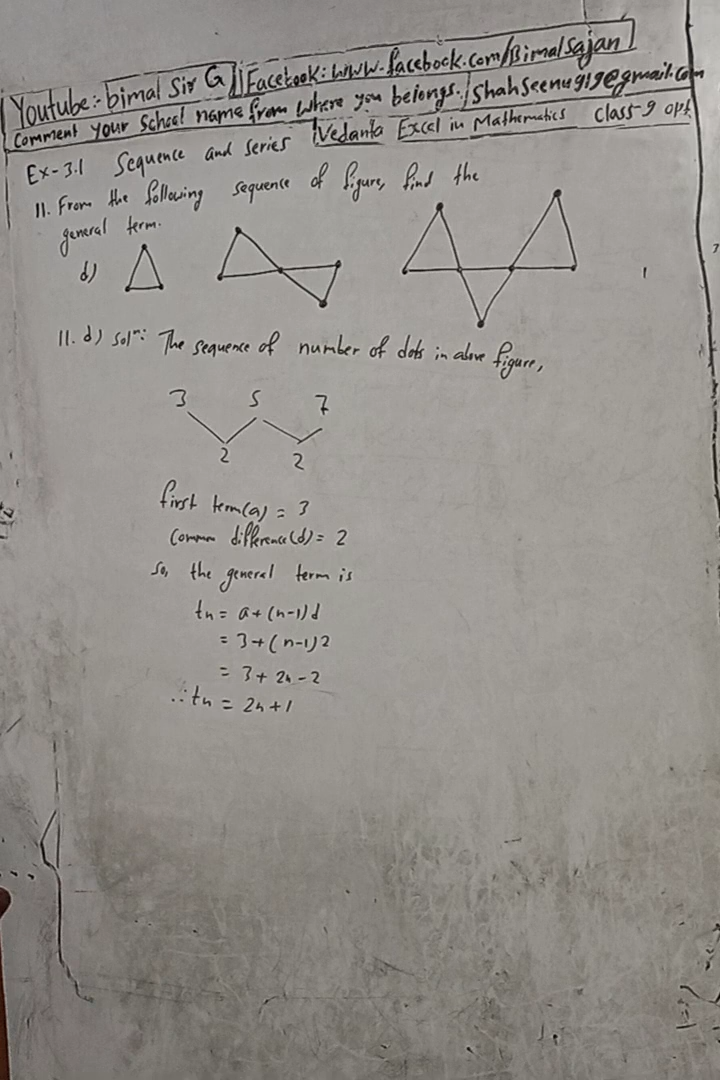 Youtube:- bimal Sir G || Facebook: www.facebook.com/Bimalsajan
Comment your school name from where you belongs. / Shahseenu919@gmail.com
Ex-3.1 Sequence and series Vedanta Excel in Mathematics Class-9 opt
11. From the following sequence of figure, find the
general term.
d)
11. d) solⁿ: The sequence of number of dots in above figure,
3 5 7
2 2
first term(a) = 3
Common difference(d) = 2
So, the general term is
tn = a+(n-1)d
= 3+(n-1)2
= 3+2n-2
∴ tn = 2n+1